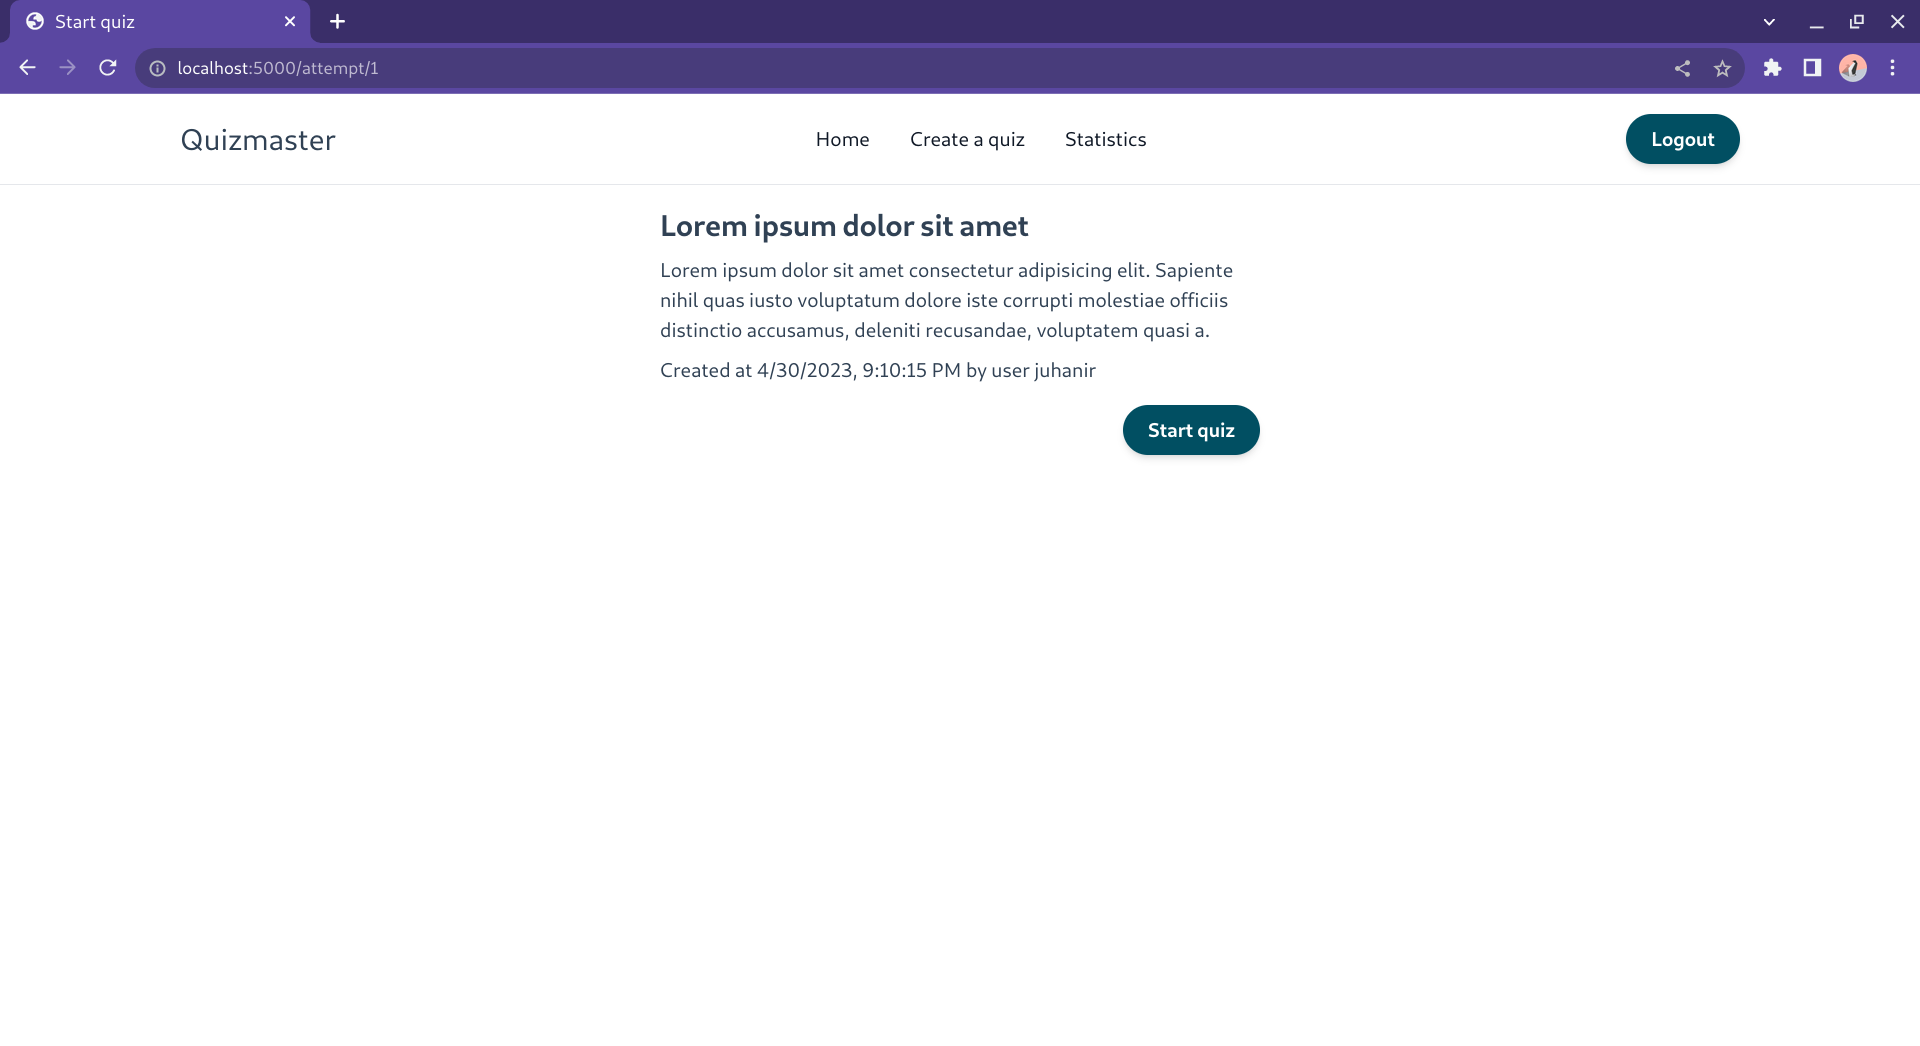 Start quiz
localhost:5000/attempt/1
Quizmaster
Home
Create a quiz
Statistics
Logout
Lorem ipsum dolor sit amet
Lorem ipsum dolor sit amet consectetur adipisicing elit. Sapiente
nihil quas iusto voluptatum dolore iste corrupti molestiae officiis
distinctio accusamus, deleniti recusandae, voluptatem quasi a.
Created at 4/30/2023, 9:10:15 PM by user juhanir
Start quiz